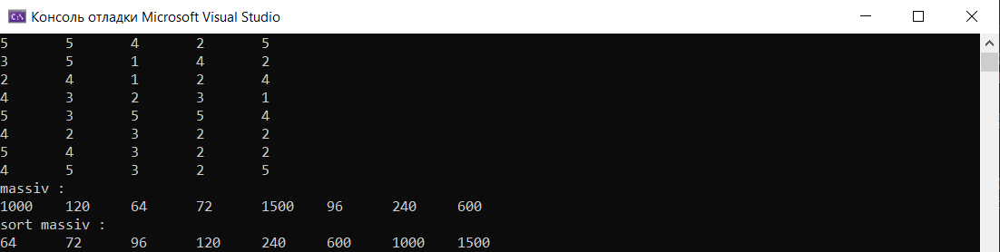 Консоль отладки Microsoft Visual Studio
5 5 4 2 5
3 5 1 4 2
2 4 1 2 4
4 3 2 3 1
5 3 5 5 4
4 2 3 2 2
5 4 3 2 2
4 5 3 2 5
massiv :
1000 120 64 72 1500 96 240 600
sort massiv :
64 72 96 120 240 600 1000 1500